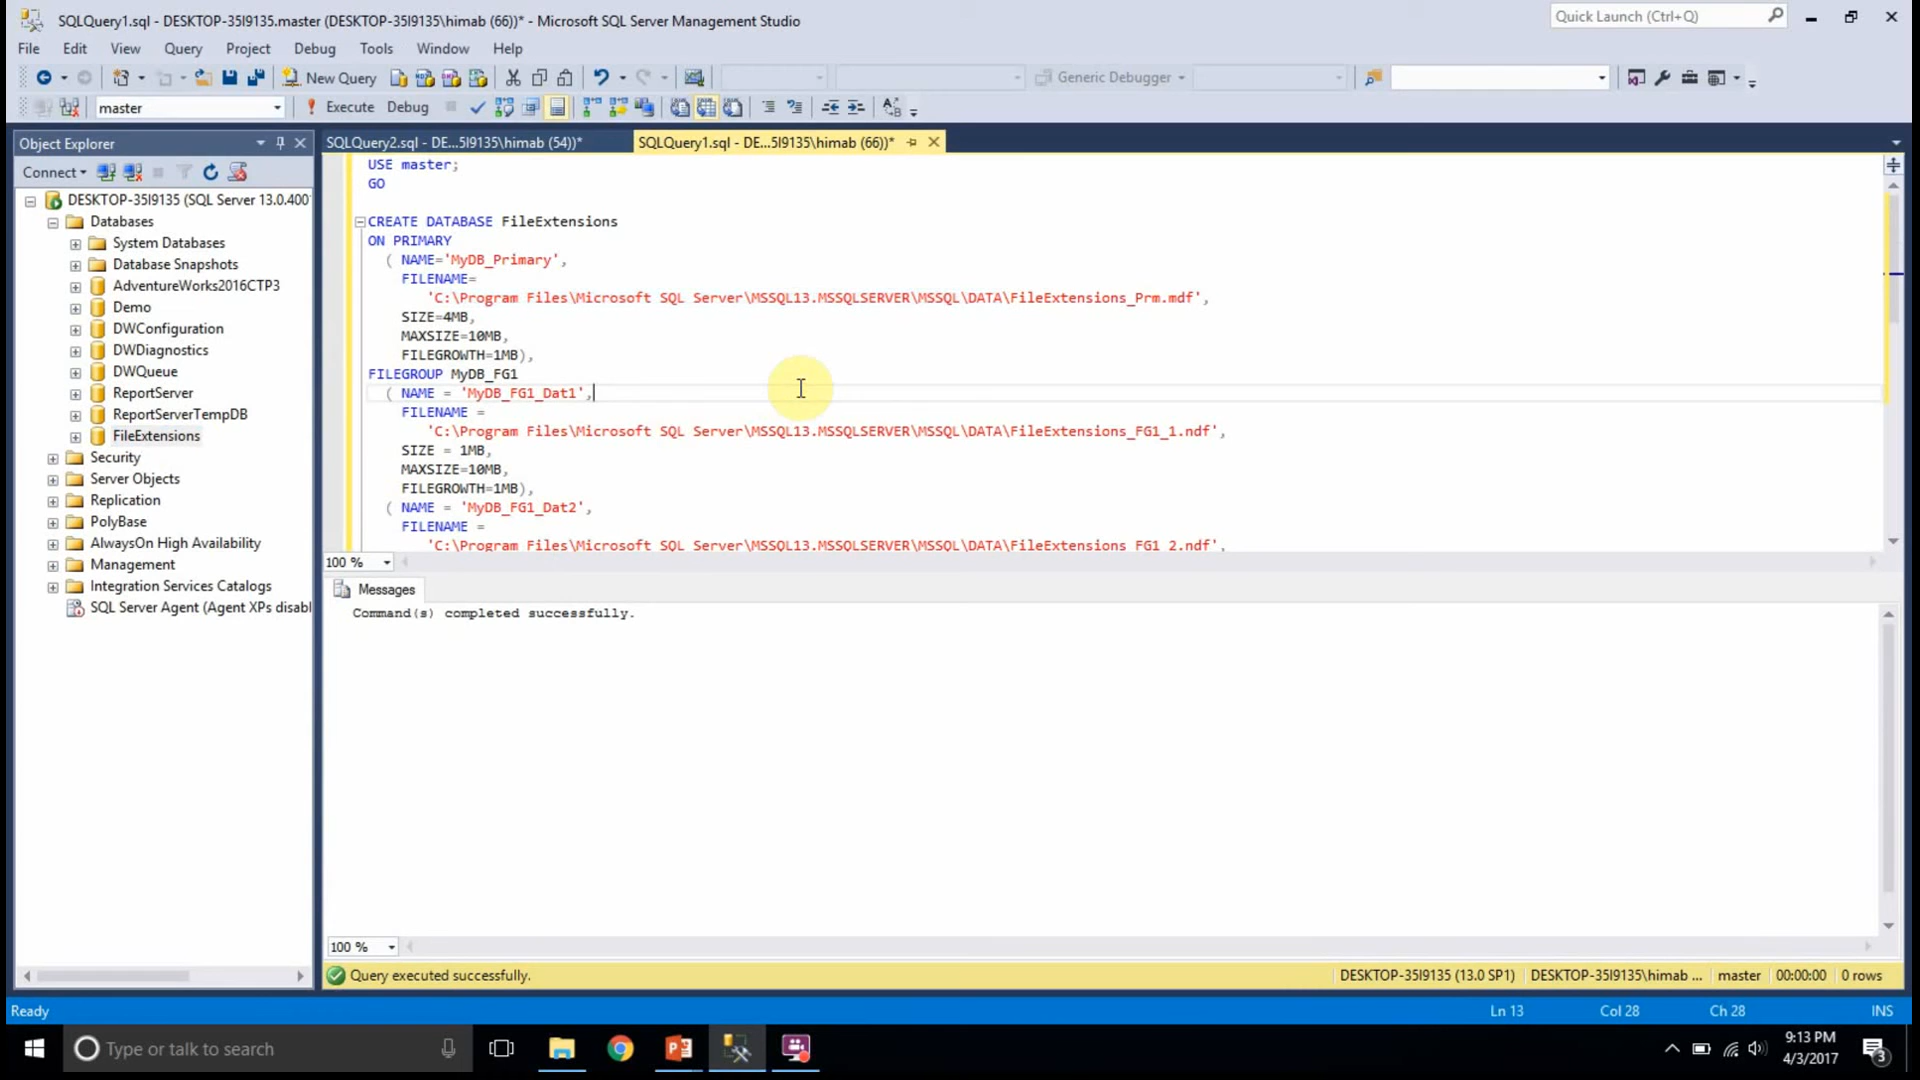 SQLQuery1.sql - DESKTOP-35I9135.master (DESKTOP-35I9135\himab (66))* - Microsoft SQL Server Management Studio
Quick Launch (Ctrl+Q)
File Edit View Query Project Debug Tools Window Help
New Query
Generic Debugger
master
Execute Debug
Object Explorer
SQLQuery2.sql - DE...5I9135\himab (54))*
SQLQuery1.sql - DE...5I9135\himab (66))*
Connect
DESKTOP-35I9135 (SQL Server 13.0.400
Databases
System Databases
Database Snapshots
AdventureWorks2016CTP3
Demo
DWConfiguration
DWDiagnostics
DWQueue
ReportServer
ReportServerTempDB
FileExtensions
Security
Server Objects
Replication
PolyBase
AlwaysOn High Availability
Management
Integration Services Catalogs
SQL Server Agent (Agent XPs disabl
USE master;
GO
CREATE DATABASE FileExtensions
ON PRIMARY
( NAME='MyDB_Primary',
FILENAME=
'C:\Program Files\Microsoft SQL Server\MSSQL13.MSSQLSERVER\MSSQL\DATA\FileExtensions_Prm.mdf',
SIZE=4MB,
MAXSIZE=10MB,
FILEGROWTH=1MB),
FILEGROUP MyDB_FG1
( NAME = 'MyDB_FG1_Dat1',
FILENAME =
'C:\Program Files\Microsoft SQL Server\MSSQL13.MSSQLSERVER\MSSQL\DATA\FileExtensions_FG1_1.ndf',
SIZE = 1MB,
MAXSIZE=10MB,
FILEGROWTH=1MB),
( NAME = 'MyDB_FG1_Dat2',
FILENAME =
'C:\Program Files\Microsoft SQL Server\MSSQL13.MSSQLSERVER\MSSQL\DATA\FileExtensions_FG1_2.ndf',
100 %
Messages
Command(s) completed successfully.
100 %
Query executed successfully.
DESKTOP-35I9135 (13.0 SP1)
DESKTOP-35I9135\himab ...
master
00:00:00
0 rows
Ready
Ln 13
Col 28
Ch 28
INS
Type or talk to search
9:13 PM
4/3/2017
3